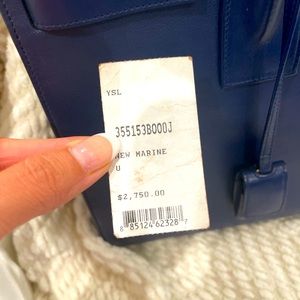 YSL
355153B000J
NEW MARINE
U
$2,750.00
8 85124 62328 7